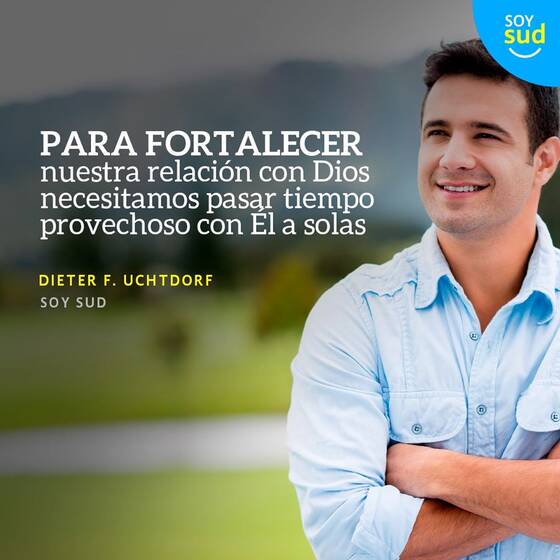 SOY
sud
PARA FORTALECER
nuestra relación con Dios
necesitamos pasar tiempo
provechoso con Él a solas
DIETER F. UCHTDORF
SOY SUD